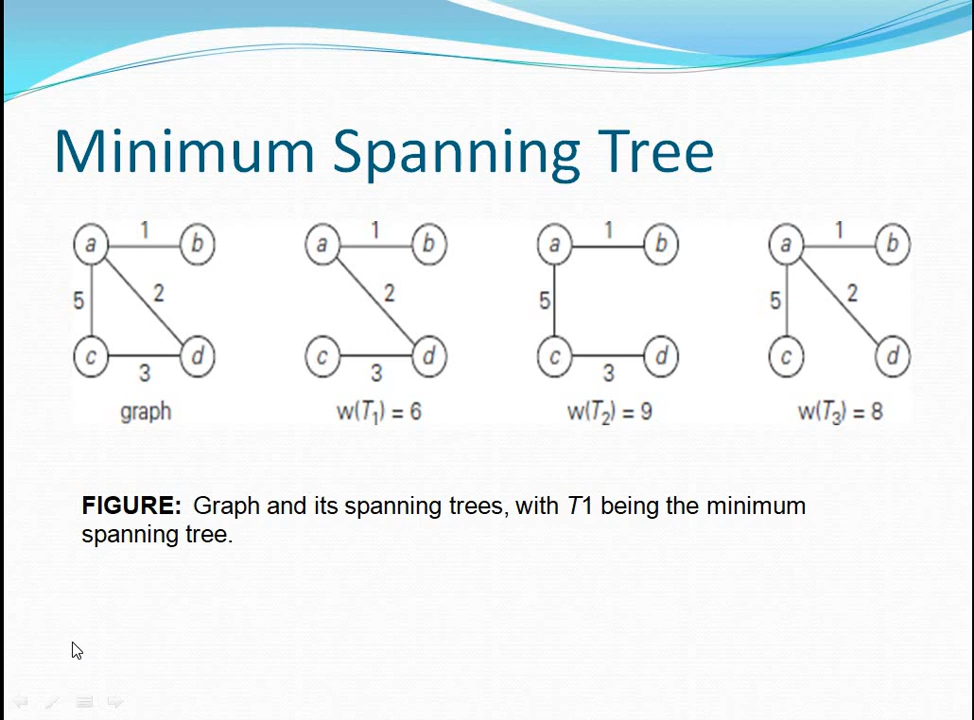 Minimum Spanning Tree
a 1 b a 1 b a 1 b a 1 b
5 2 2 5 5 2
c 3 d c 3 d c 3 d c d
graph w(T1) = 6 w(T2) = 9 w(T3) = 8
FIGURE: Graph and its spanning trees, with T1 being the minimum
spanning tree.